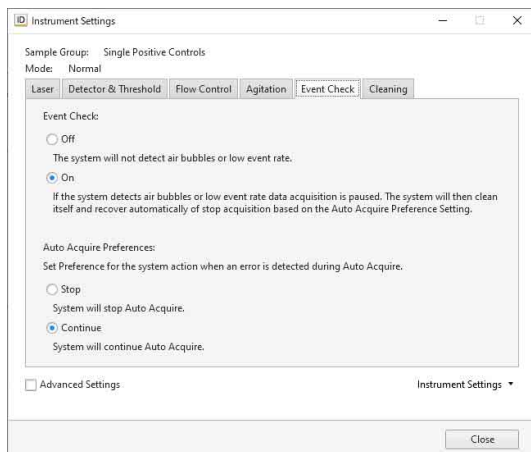 ID Instrument Settings
Sample Group: Single Positive Controls
Mode: Normal
Laser Detector & Threshold Flow Control Agitation Event Check Cleaning
Event Check:
Off
The system will not detect air bubbles or low event rate.
On
If the system detects air bubbles or low event rate data acquisition is paused. The system will then clean
itself and recover automatically of stop acquisition based on the Auto Acquire Preference Setting.
Auto Acquire Preferences:
Set Preference for the system action when an error is detected during Auto Acquire.
Stop
System will stop Auto Acquire.
Continue
System will continue Auto Acquire.
Advanced Settings Instrument Settings
Close